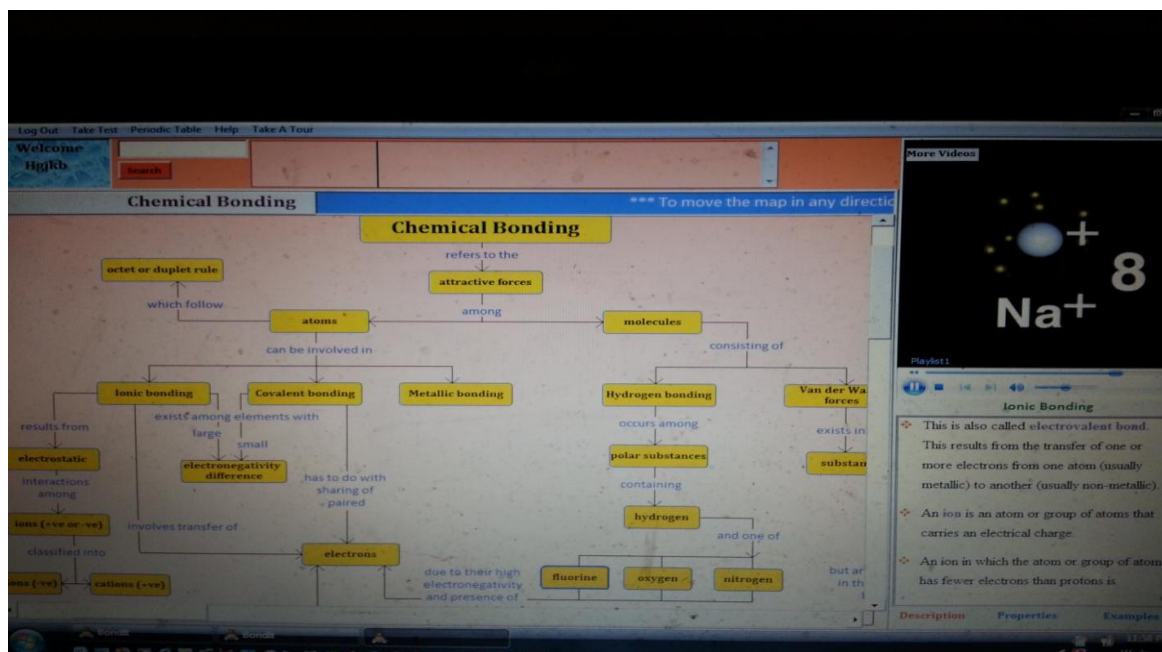 Log Out Take Test Periodic Table Help Take A Tour
Welcome
Hgjkb
Search
More Videos
Chemical Bonding
*** To move the map in any directio
Chemical Bonding
refers to the
octet or duplet rule
attractive forces
which follow
among
atoms
molecules
can be involved in
consisting of
Ionic bonding
Covalent bonding
Metallic bonding
Hydrogen bonding
Van der Wa
forces
results from
exists among elements with
large
small
occurs among
exists in
electrostatic
electronegativity
difference
polar substances
substan
interactions
among
has to do with
sharing of
paired
containing
ions (+ve or -ve)
involves transfer of
hydrogen
and one of
classified into
electrons
ons (-ve)
cations (+ve)
due to their high
electronegativity
and presence of
fluorine
oxygen
nitrogen
but ar
in th
+
8
Na+
Playlist1
Ionic Bonding
This is also called electrovalent bond.
This results from the transfer of one or
more electrons from one atom (usually
metallic) to another (usually non-metallic).
An ion is an atom or group of atoms that
carries an electrical charge.
An ion in which the atom or group of atom
has fewer electrons than protons is
Description Properties Examples
BondIt
BondIt